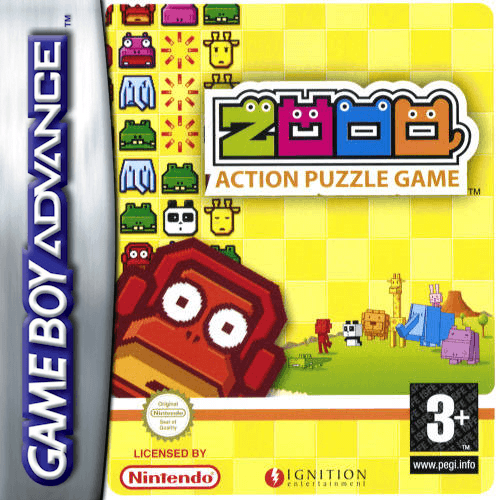 GAME BOY ADVANCE
ZOOO
ACTION PUZZLE GAME
TM
Original
Nintendo
Seal of
Quality
LICENSED BY
Nintendo
IGNITION
entertainment
3+
www.pegi.info